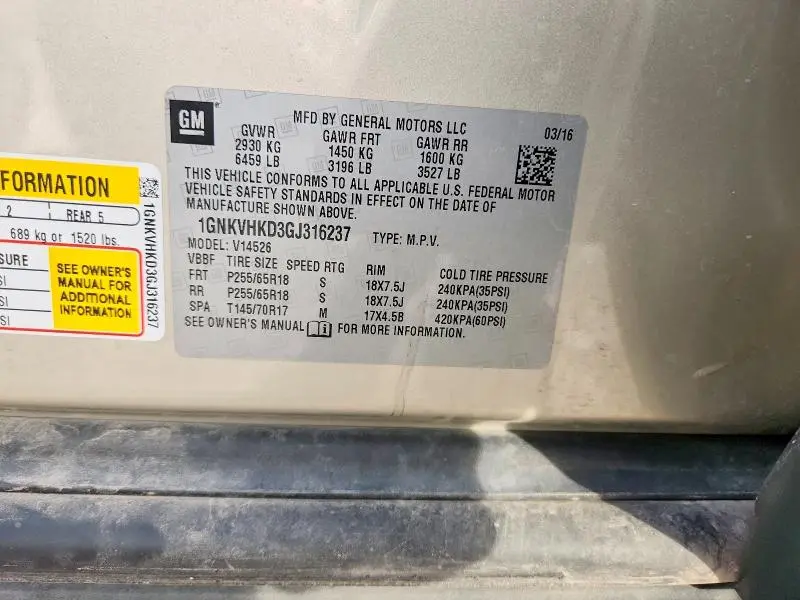 FORMATION
2 REAR 5
689 kg or 1520 lbs.
SURE
SI
SI
SI
SEE OWNER'S
MANUAL FOR
ADDITIONAL
INFORMATION
1GNKVHKD3GJ316237
GM
MFD BY GENERAL MOTORS LLC 03/16
GVWR GAWR FRT GAWR RR
2930 KG 1450 KG 1600 KG
6459 LB 3196 LB 3527 LB
THIS VEHICLE CONFORMS TO ALL APPLICABLE U.S. FEDERAL MOTOR
VEHICLE SAFETY STANDARDS IN EFFECT ON THE DATE OF
MANUFACTURE SHOWN ABOVE.
1GNKVHKD3GJ316237 TYPE: M.P.V.
MODEL: V14526
VBBF TIRE SIZE SPEED RTG RIM COLD TIRE PRESSURE
FRT P255/65R18 S 18X7.5J 240KPA(35PSI)
RR P255/65R18 S 18X7.5J 240KPA(35PSI)
SPA T145/70R17 M 17X4.5B 420KPA(60PSI)
SEE OWNER'S MANUAL FOR MORE INFORMATION.